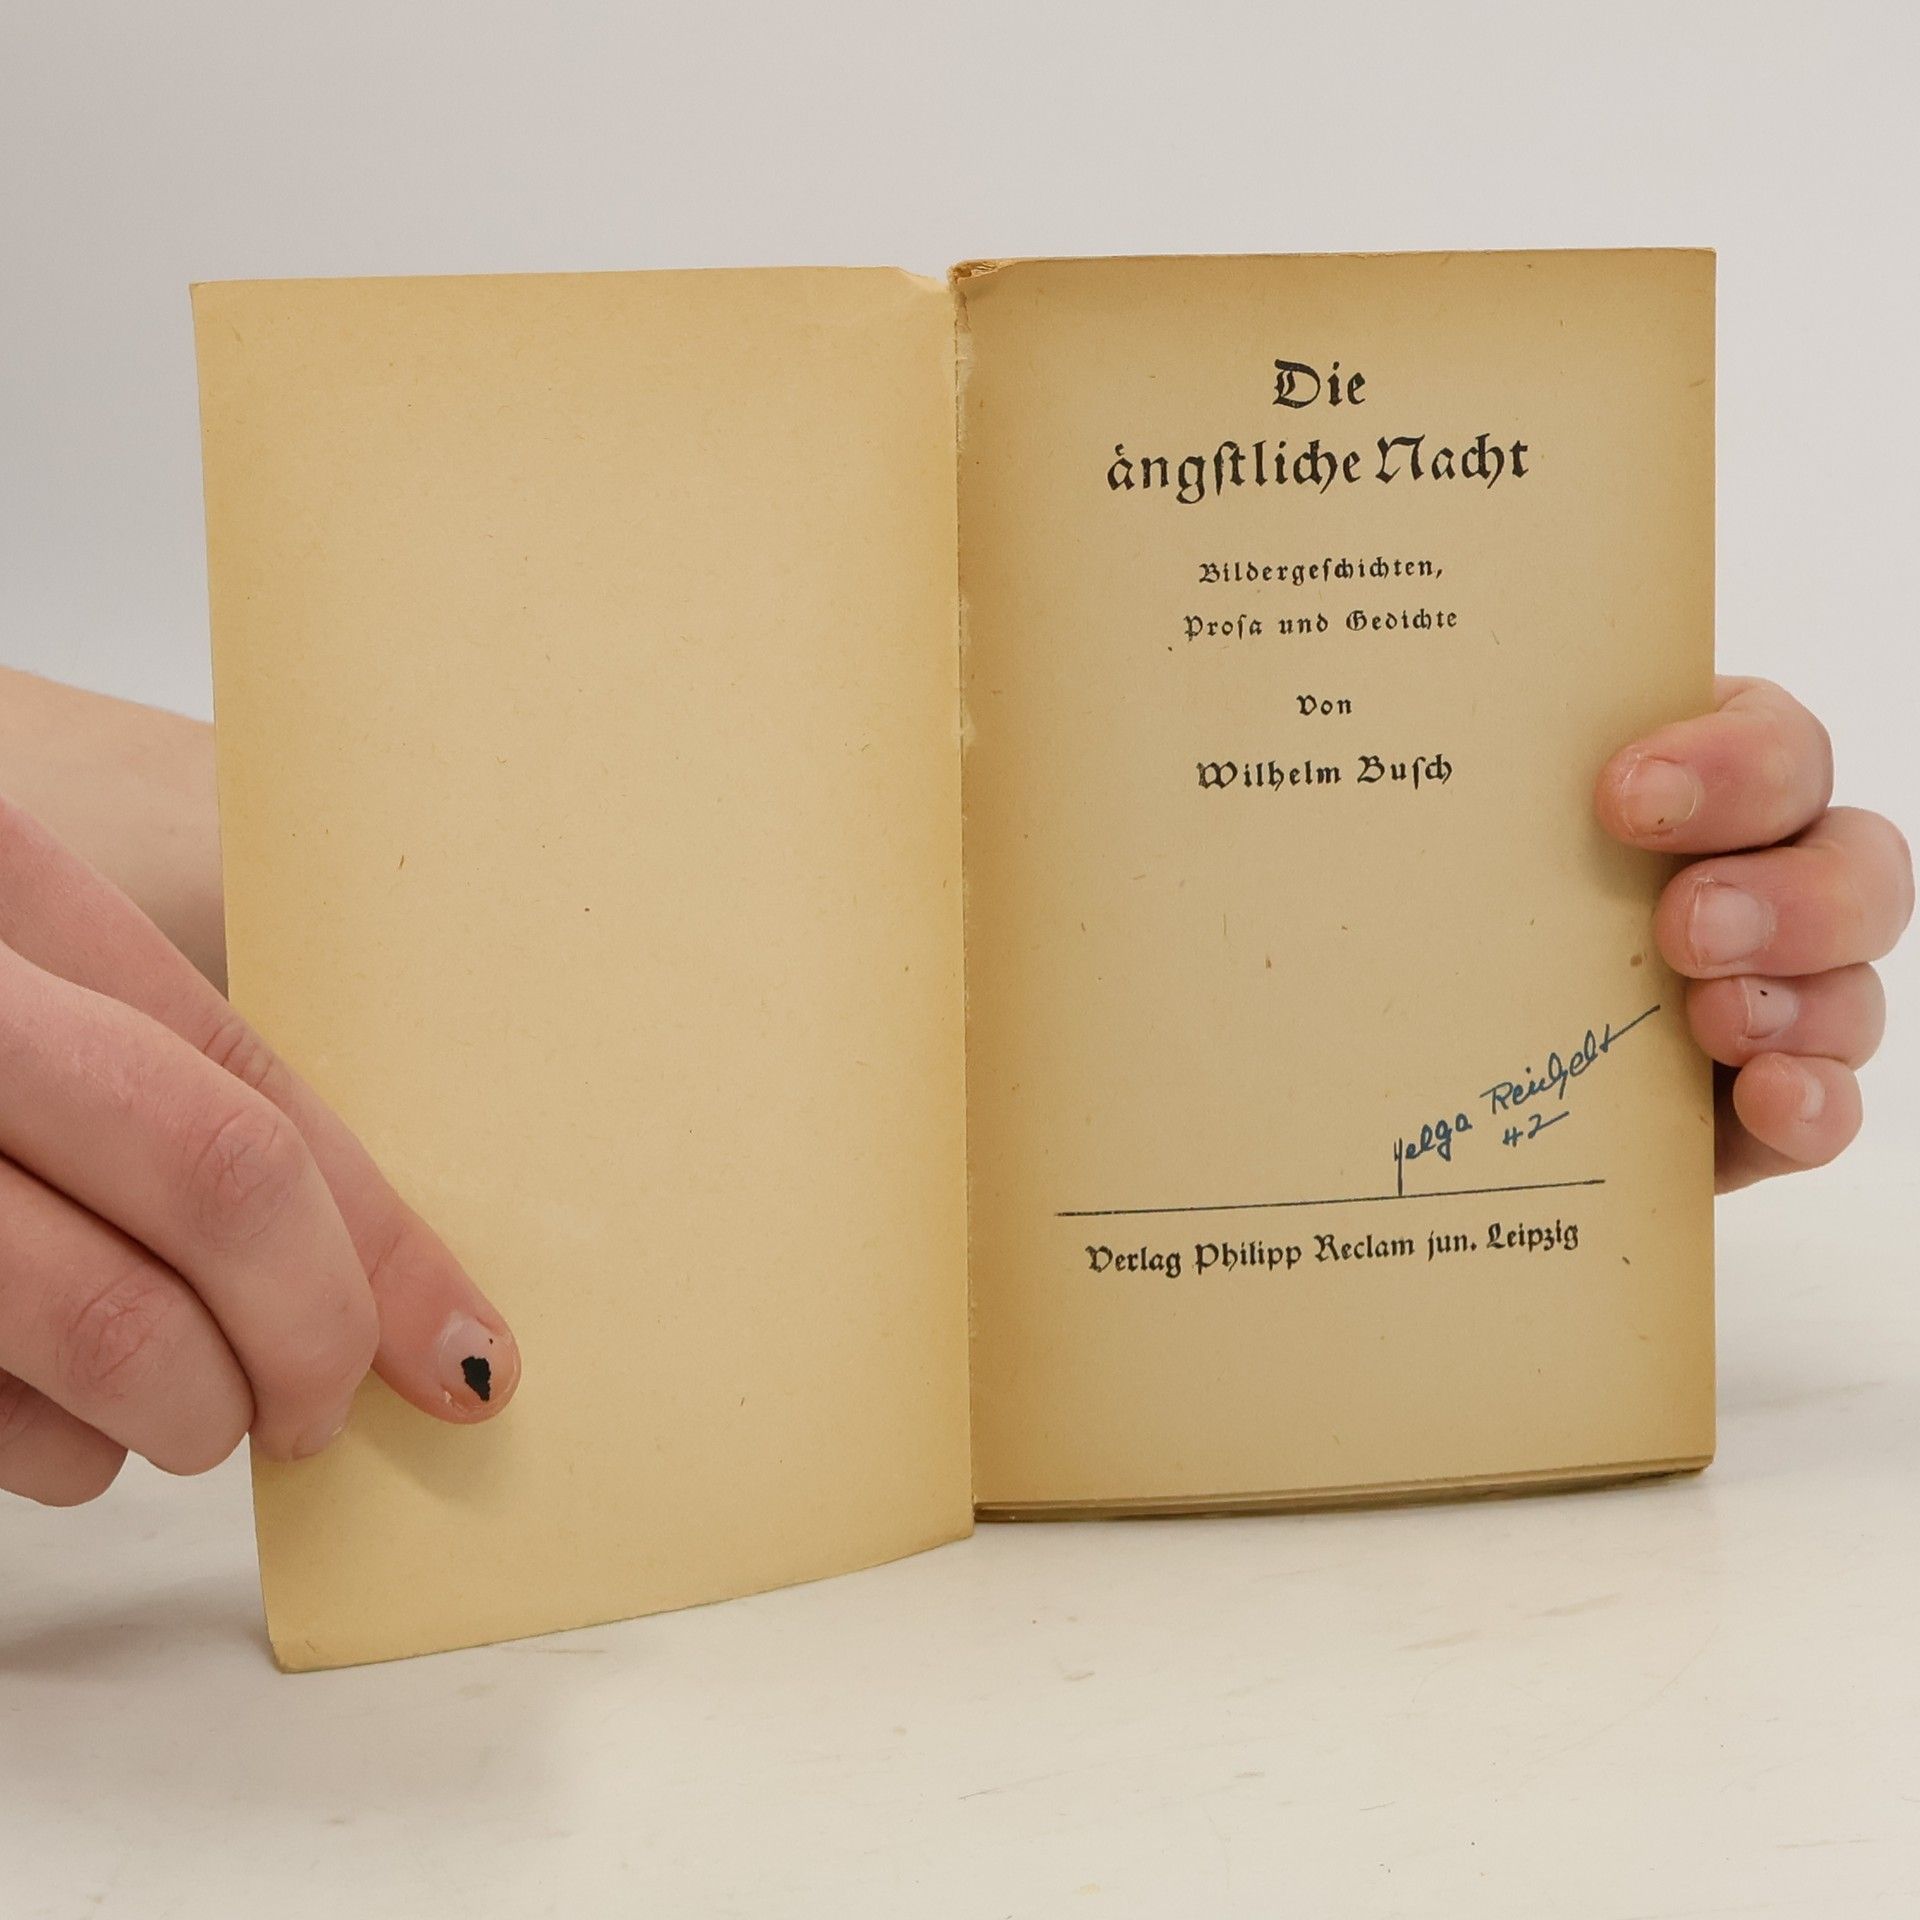 Die
ängſtliche Nacht
Bildergeſchichten,
Proſa und Gedichte
Von
Wilhelm Buſch
Helga Reichelt
42
Verlag Philipp Reclam jun. Leipzig